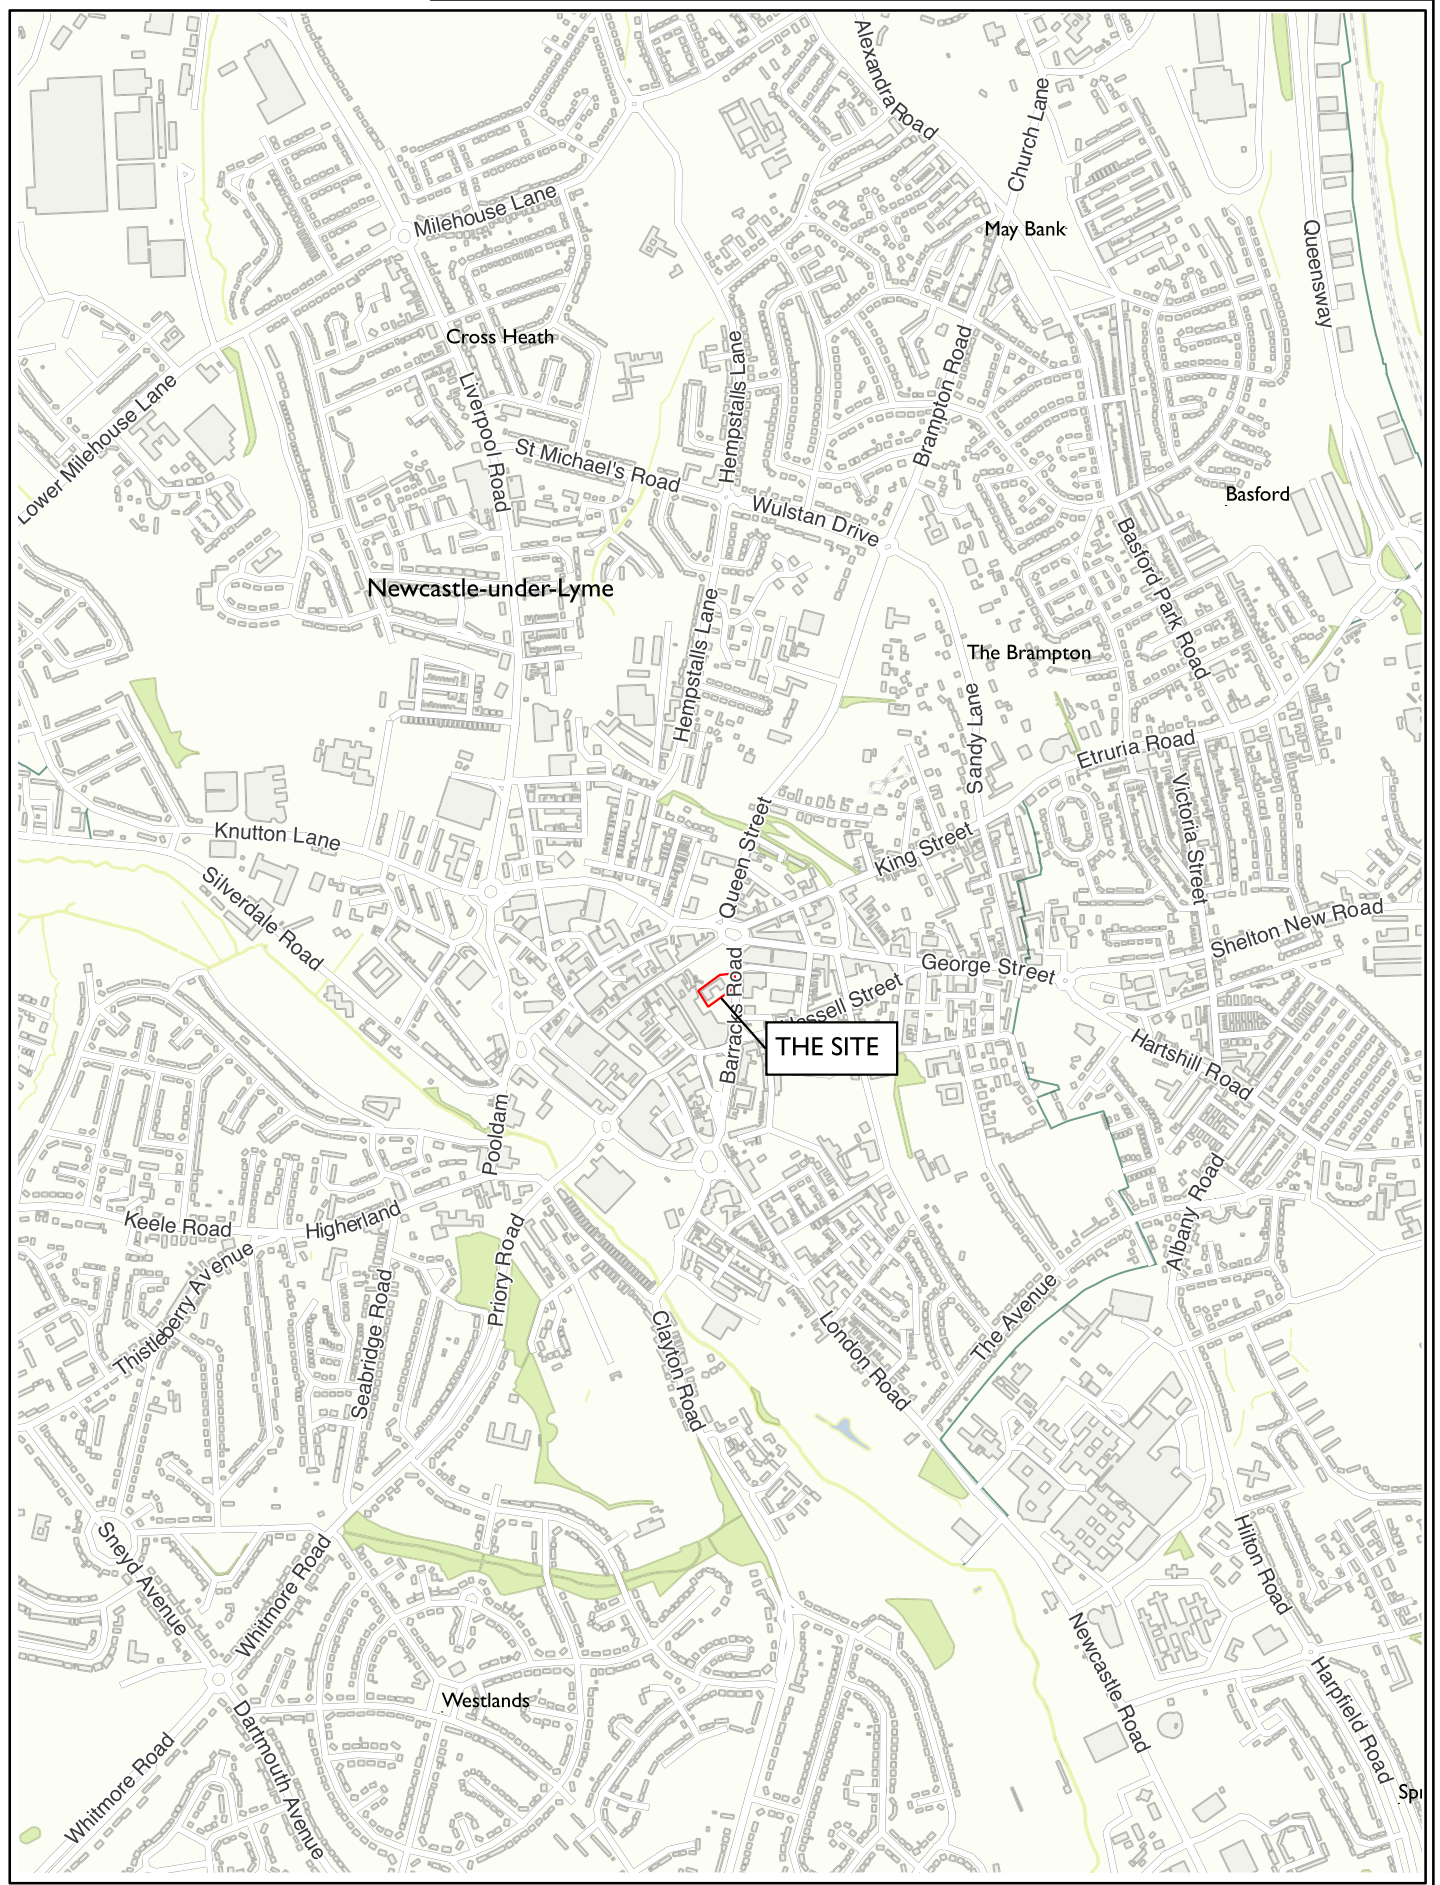 Alexandra Road
Church Lane
Milehouse Lane
May Bank
Queensway
Cross Heath
Hempstalls Lane
Brampton Road
Lower Milehouse Lane
Liverpool Road
St Michael's Road
Wulstan Drive
Basford
Basford Park Road
Newcastle-under-Lyme
Hempstalls Lane
The Brampton
Sandy Lane
Etruria Road
Victoria Street
Knutton Lane
Queen Street
King Street
Silverdale Road
Shelton New Road
George Street
Barracks Road
Hassell Street
THE SITE
Hartshill Road
Pooldam
Albany Road
Keele Road
Higherland
Priory Road
Thistleberry Avenue
Seabridge Road
The Avenue
Clayton Road
London Road
Sneyd Avenue
Whitmore Road
Hilton Road
Newcastle Road
Harpfield Road
Westlands
Dartmouth Avenue
Whitmore Road